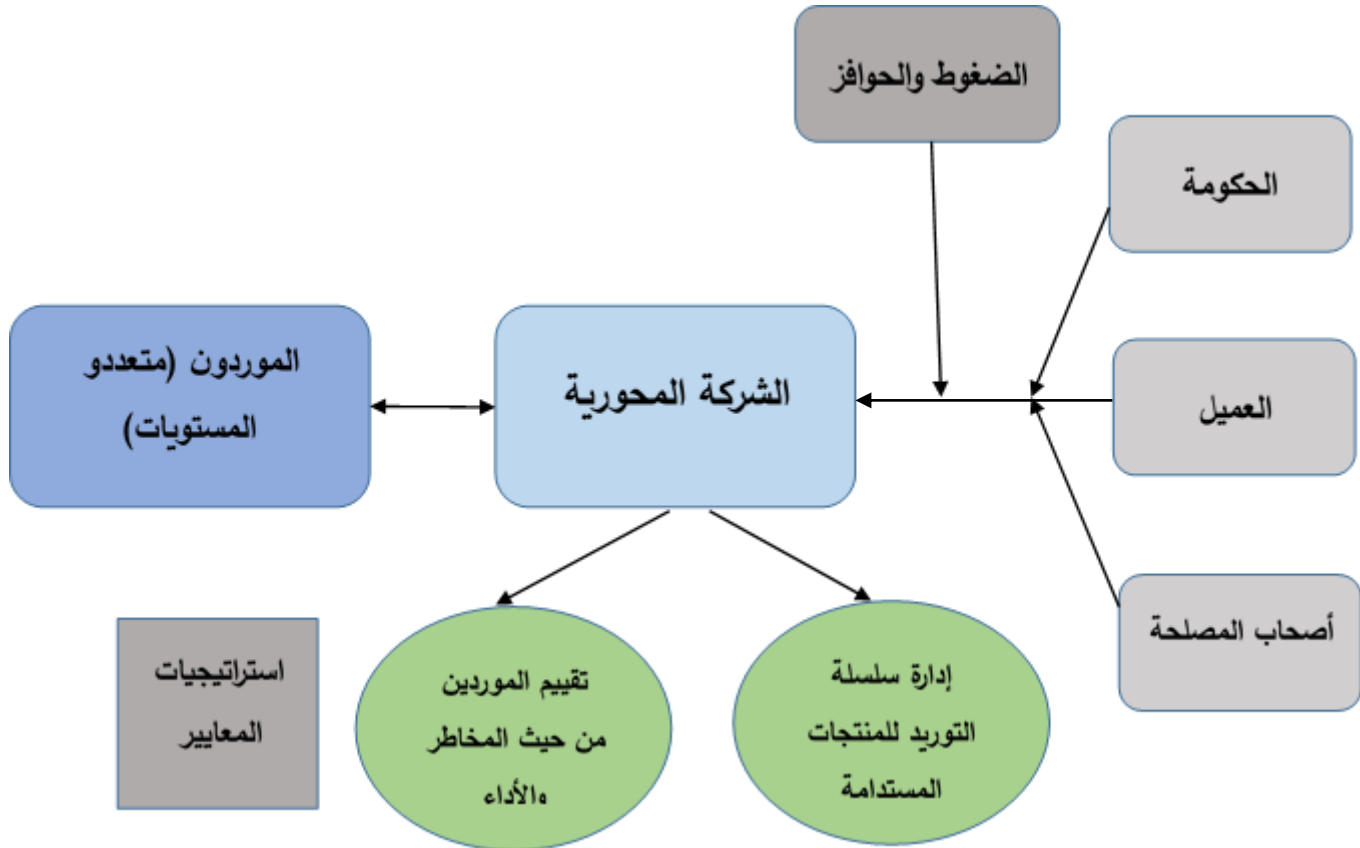 الضغوط والحوافز
الحكومة
الموردون (متعددو
المستويات)
الشركة المحورية
العميل
أصحاب المصلحة
استراتيجيات
المعايير
تقييم الموردين
من حيث المخاطر
والأداء
إدارة سلسلة
التوريد للمنتجات
المستدامة